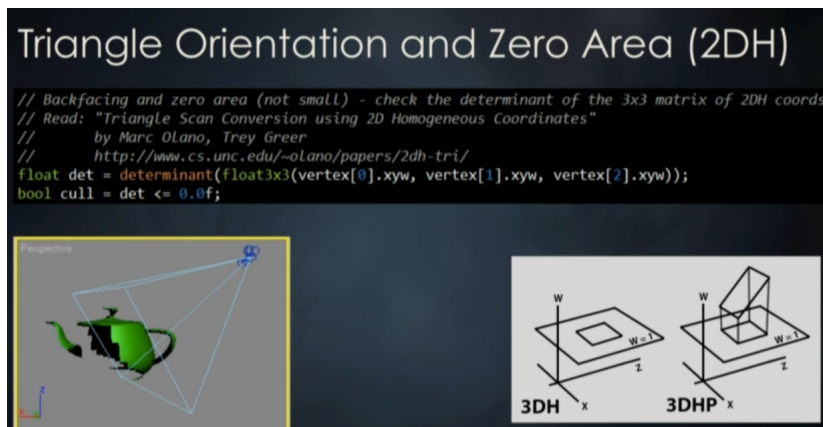 Triangle Orientation and Zero Area (2DH)
// Backfacing and zero area (not small) - check the determinant of the 3x3 matrix of 2DH coords
// Read: "Triangle Scan Conversion using 2D Homogeneous Coordinates"
// by Marc Olano, Trey Greer
// http://www.cs.unc.edu/~olano/papers/2dh-tri/
float det = determinant(float3x3(vertex[0].xyw, vertex[1].xyw, vertex[2].xyw));
bool cull = det <= 0.0f;
Perspective
z
x
W
W=1
Z
X
3DH
W
W=1
Z
X
3DHP